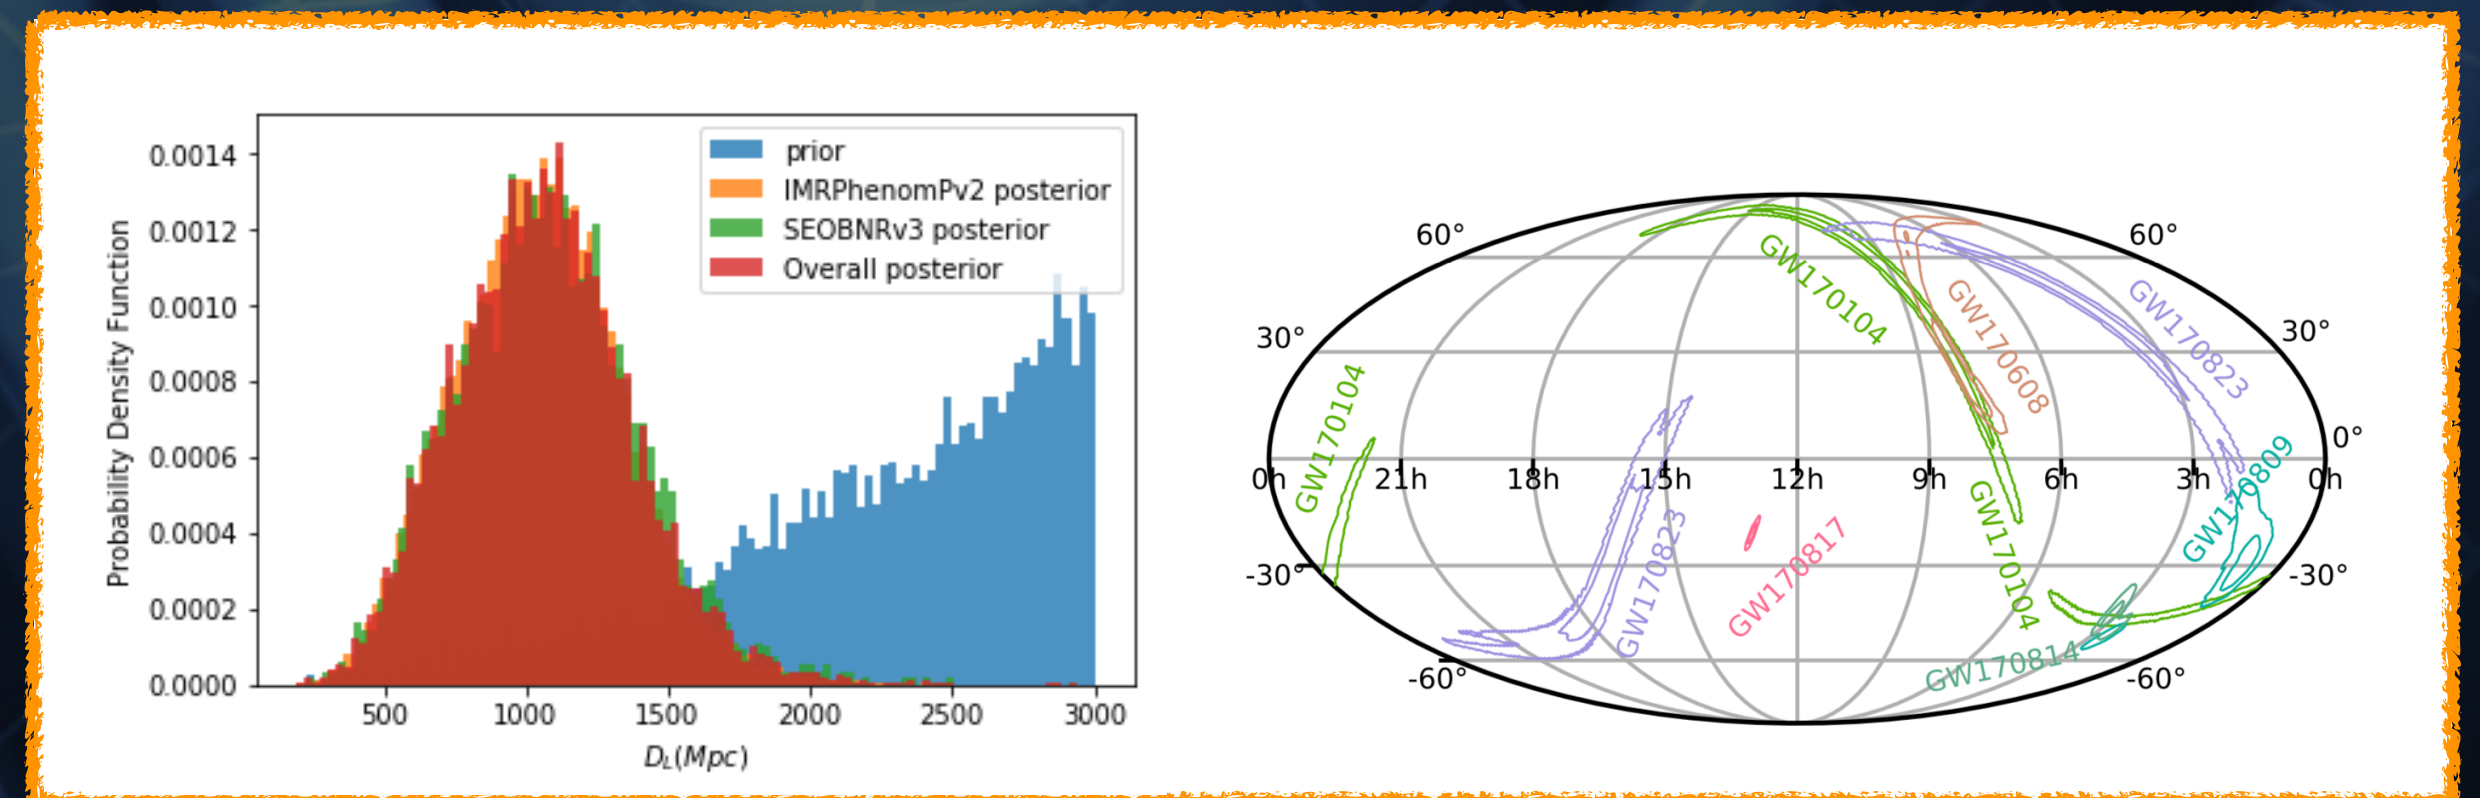 0.0014
0.0012
0.0010
0.0008
0.0006
0.0004
0.0002
0.0000
Probability Density Function
500 1000 1500 2000 2500 3000
D_L(Mpc)
prior
IMRPhenomPv2 posterior
SEOBNRv3 posterior
Overall posterior
60° 60°
30° 30°
0°
0h 21h 18h 15h 12h 9h 6h 3h 0h
-30° -30°
-60° -60°
GW170104
GW170608
GW170823
GW170104
GW170809
GW170823
GW170817
GW170104
GW170814